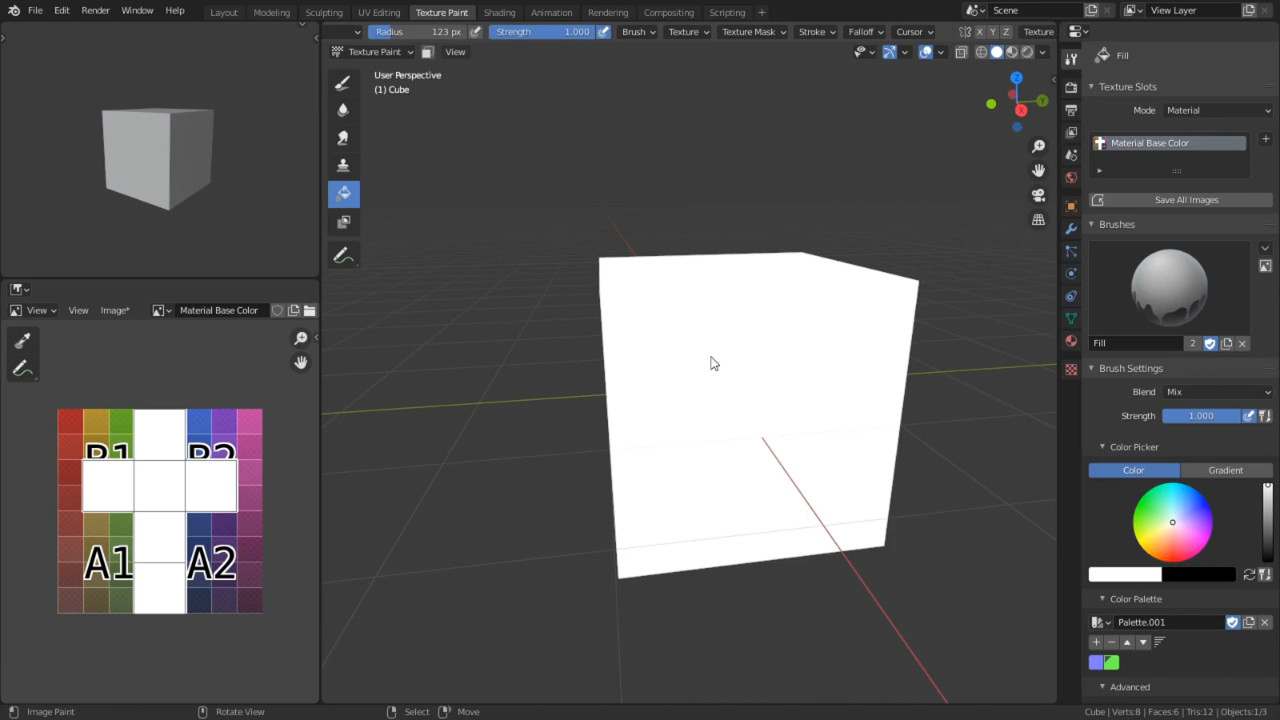 File Edit Render Window Help Layout Modeling Sculpting UV Editing Texture Paint Shading Animation Rendering Compositing Scripting + Scene View Layer
Radius 123 px Strength 1.000 Brush Texture Texture Mask Stroke Falloff Cursor X Y Z Texture
Texture Paint View
Fill
User Perspective
(1) Cube
Z
Y
X
Texture Slots
Mode Material
Material Base Color
Save All Images
Brushes
View View Image* Material Base Color
Fill 2
Brush Settings
Blend Mix
Strength 1.000
Color Picker
Color Gradient
B1 B2
A1 A2
Color Palette
Palette.001
Advanced
Image Paint Rotate View Select Move Cube | Verts:8 | Faces:6 | Tris:12 | Objects:1/3